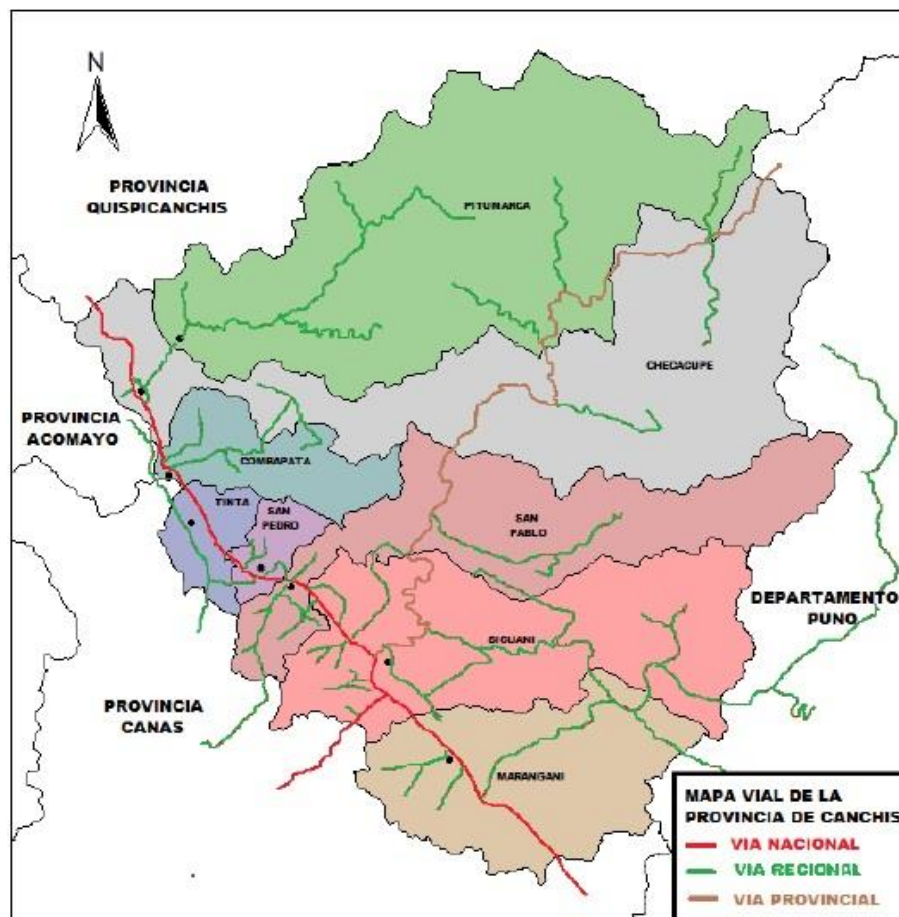 N
PROVINCIA
QUISPICANCHIS
PITUMARCA
CHECACUPE
PROVINCIA
ACOMAYO
COMBAPATA
TINTA
SAN
PEDRO
SAN
PABLO
DEPARTAMENTO
PUNO
SICUANI
PROVINCIA
CANAS
MARANGANI
MAPA VIAL DE LA
PROVINCIA DE CANCHIS
VIA NACIONAL
VIA REGIONAL
VIA PROVINCIAL